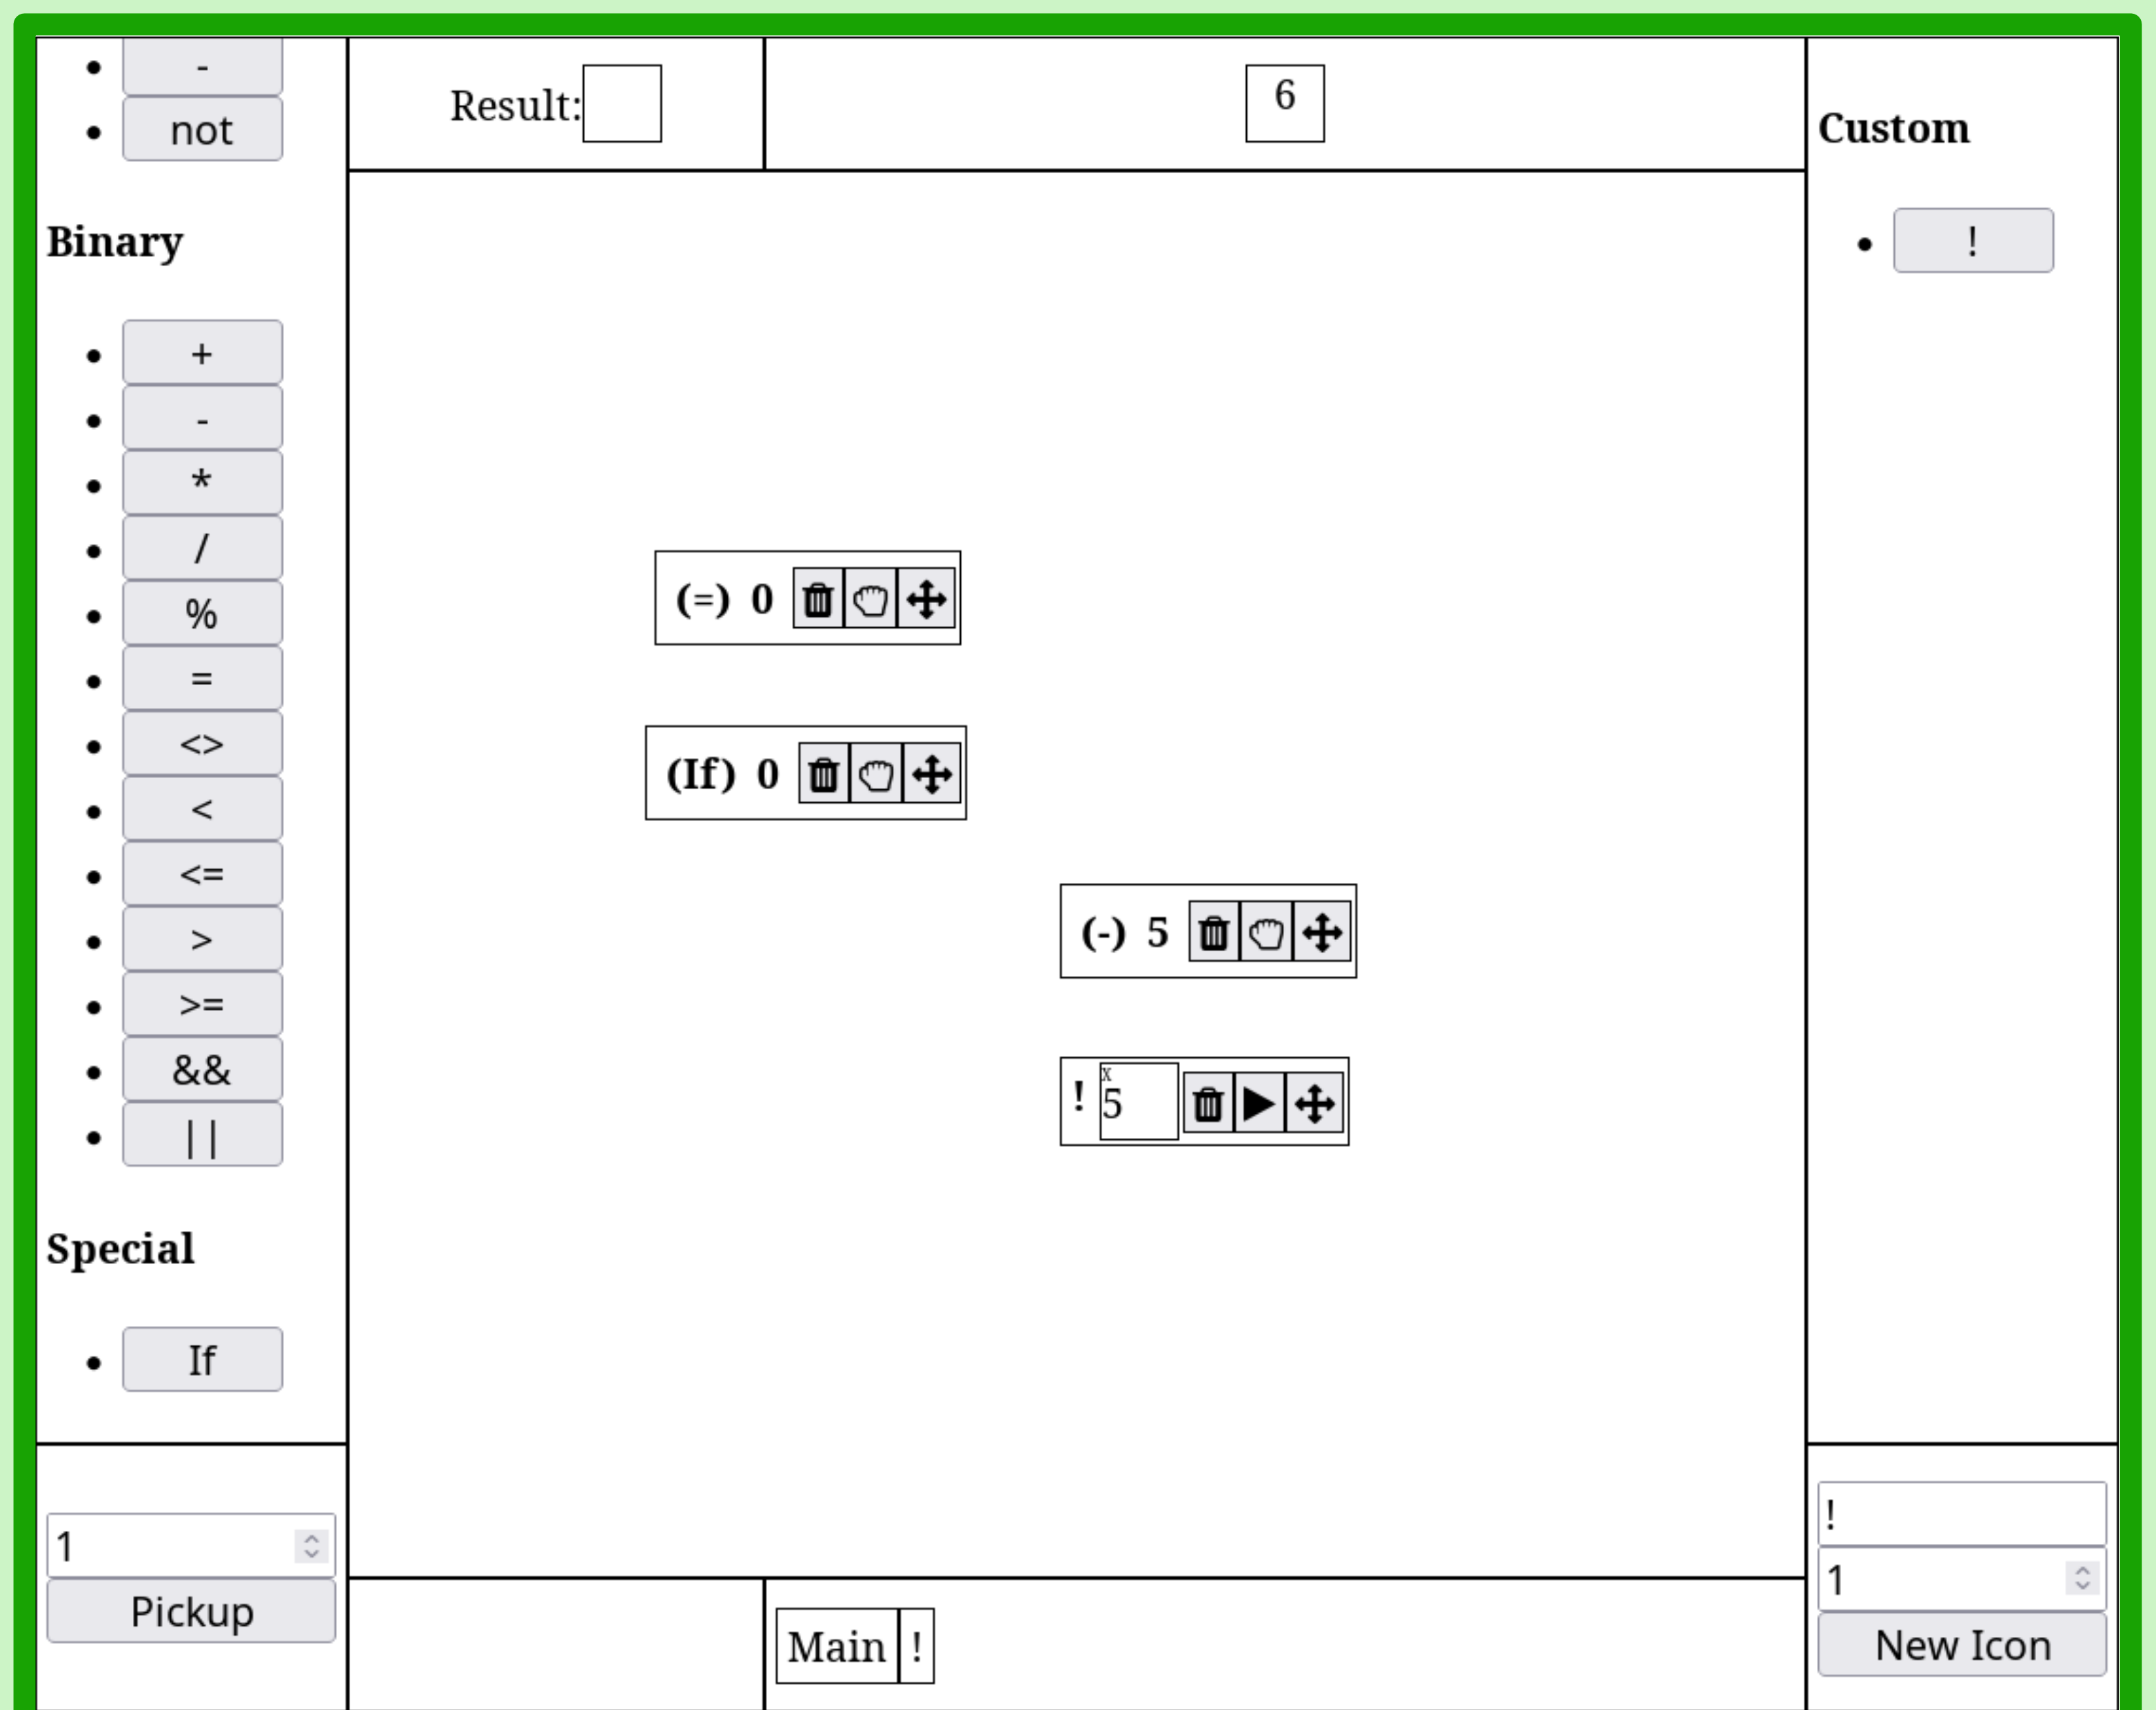 -
not
Binary
+
-
*
/
%
=
<>
<
<=
>
>=
&&
||
Special
If
1
Pickup
Result:
6
(=) 0
(If) 0
(-) 5
! x 5
Main !
Custom
!
!
1
New Icon